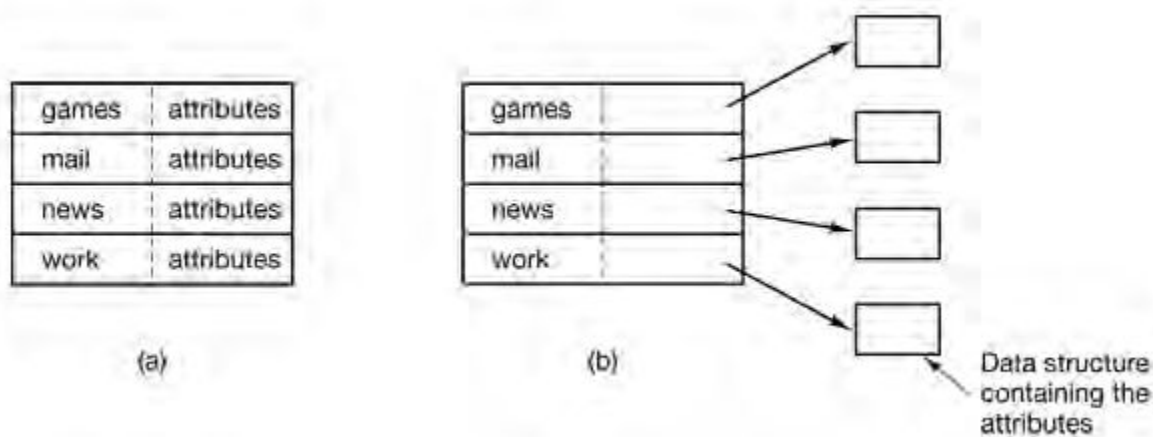 games attributes
mail attributes
news attributes
work attributes
(a)
games
mail
news
work
(b)
Data structure
containing the
attributes